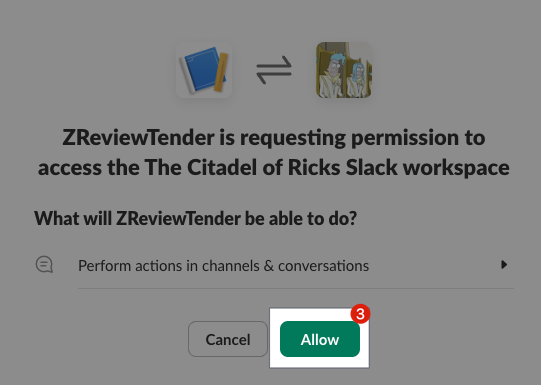 ZReviewTender is requesting permission to
access the The Citadel of Ricks Slack workspace
What will ZReviewTender be able to do?
Perform actions in channels & conversations
3
Cancel
Allow